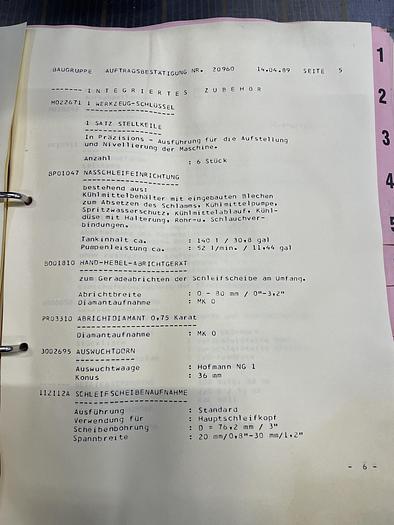 BAUGRUPPE AUFTRAGSBESTÄTIGUNG NR. 20960 14.04.89 SEITE 5
------ I N T E G R I E R T E S Z U B E H Ö R
M022671 1 WERKZEUG-SCHLÜSSEL
1 SATZ STELLKEILE
In Präzisions - Ausführung für die Aufstellung
und Nivellierung der Maschine.
Anzahl : 6 Stück
BP01047 NASSCHLEIFEINRICHTUNG
bestehend aus:
Kühlmittelbehälter mit eingebauten Blechen
zum Absetzen des Schlamms, Kühlmittelpumpe,
Spritzwasserschutz, Kühlmittelablauf, Kühl-
düse mit Halterung, Rohr-u. Schlauchver-
bindungen.
Tankinhalt ca. : 140 l / 30,8 gal
Pumpenleistung ca. : 52 l/min. / 11,44 gal
BD01810 HAND-HEBEL-ABRICHTGERÄT
zum Geradeabrichten der Schleifscheibe am Umfang.
Abrichtbreite : 0 - 80 mm / 0"-3,2"
Diamantaufnahme : MK 0
PR03310 ABRICHTDIAMANT 0,75 Karat
Diamantaufnahme : MK 0
3002695 AUSWUCHTDORN
Auswuchtwaage : Hofmann NG 1
Konus : 36 mm
112112A SCHLEIFSCHEIBENAUFNAHME
Ausführung : Standard
Verwendung für : Hauptschleifkopf
Scheibenbohrung : D = 76,2 mm / 3"
Spannbreite : 20 mm/0,8"-30 mm/1,2"
- 6 -
1
2
3
4
5